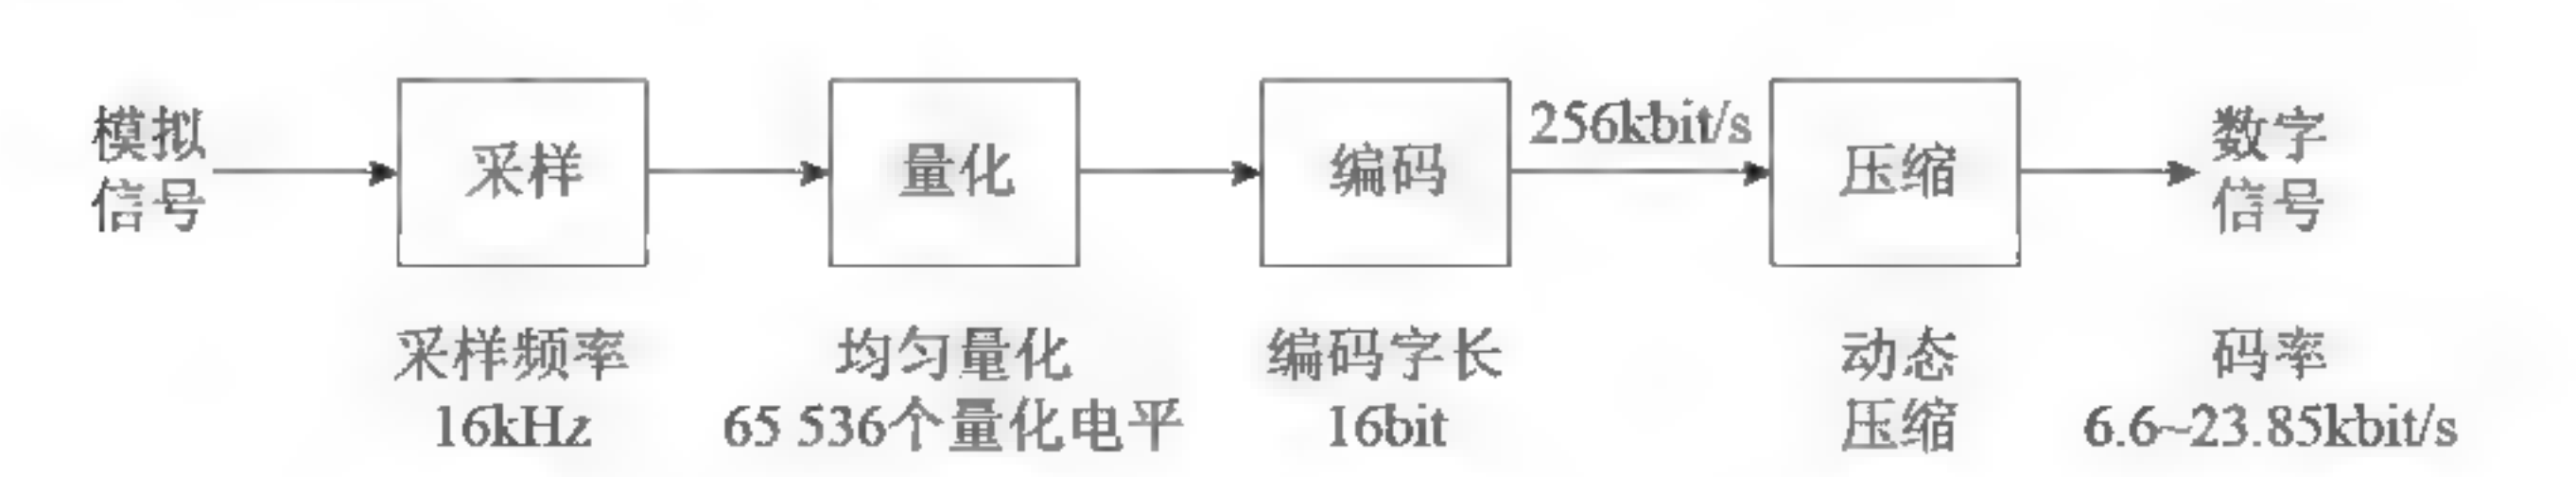 模拟
信号
采样
量化
编码
256kbit/s
压缩
数字
信号
采样频率
16kHz
均匀量化
65 536个量化电平
编码字长
16bit
动态
压缩
码率
6.6~23.85kbit/s